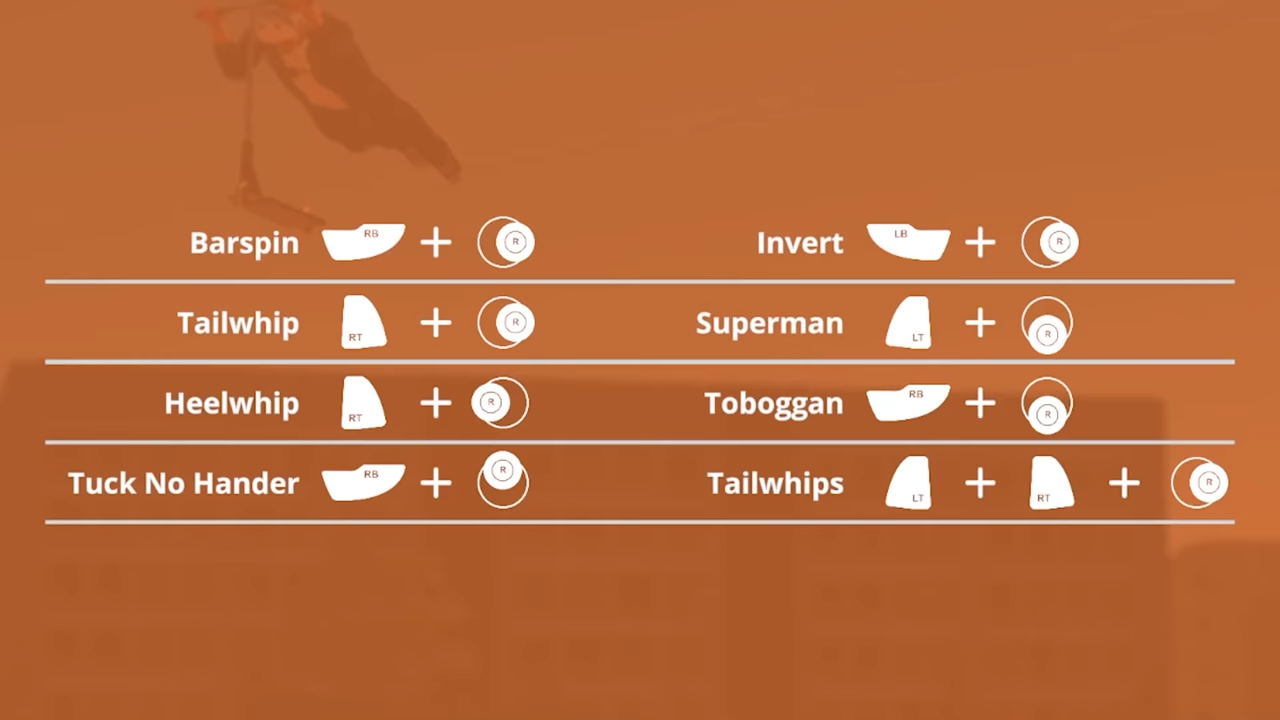 Barspin RB + R Invert LB + R
Tailwhip RT + R Superman LT + R
Heelwhip RT + R Toboggan RB + R
Tuck No Hander RB + R Tailwhips LT + RT + R